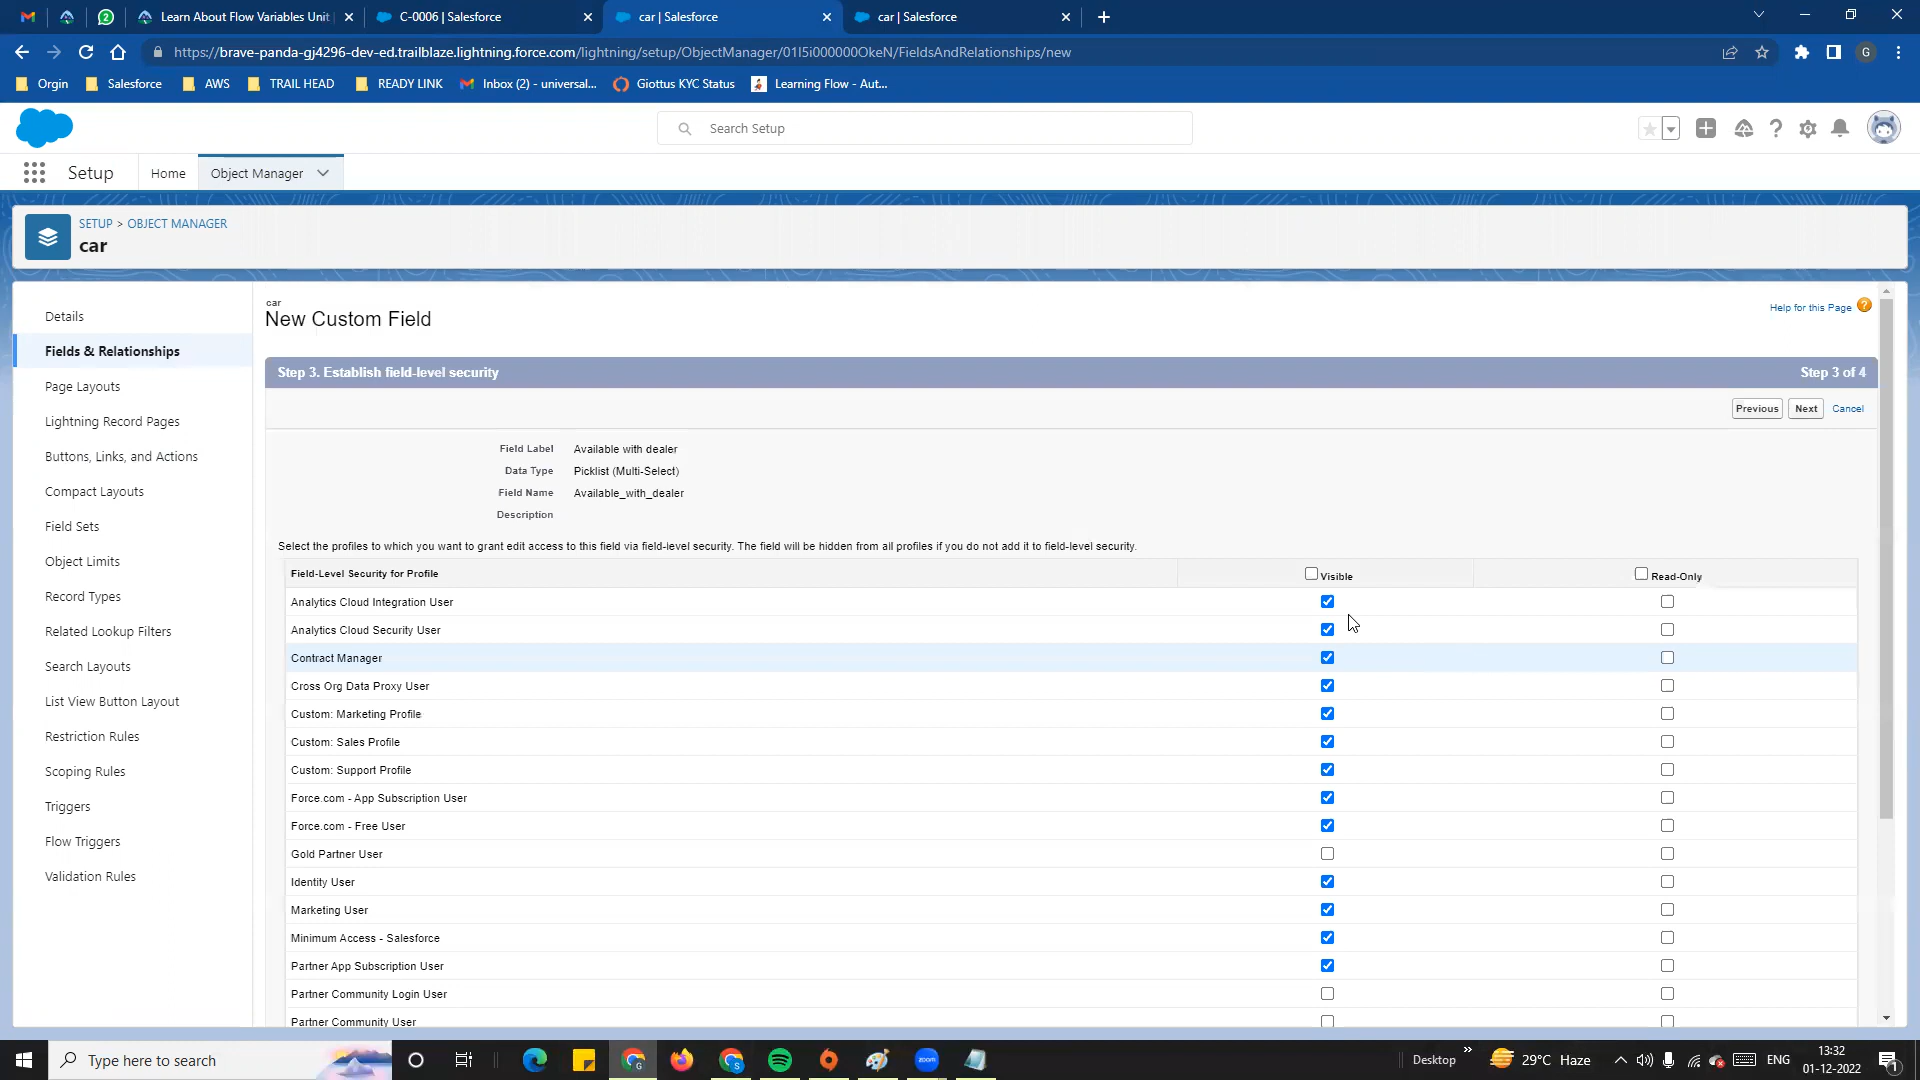 Learn About Flow Variables Unit
C-0006 | Salesforce
car | Salesforce
car | Salesforce
https://brave-panda-gj4296-dev-ed.trailblaze.lightning.force.com/lightning/setup/ObjectManager/01I5i000000OkeN/FieldsAndRelationships/new
G
Orgin
Salesforce
AWS
TRAIL HEAD
READY LINK
Inbox (2) - universal...
Giottus KYC Status
Learning Flow - Aut...
Search Setup
Setup
Home
Object Manager
SETUP > OBJECT MANAGER
car
Details
Fields & Relationships
Page Layouts
Lightning Record Pages
Buttons, Links, and Actions
Compact Layouts
Field Sets
Object Limits
Record Types
Related Lookup Filters
Search Layouts
List View Button Layout
Restriction Rules
Scoping Rules
Triggers
Flow Triggers
Validation Rules
car
New Custom Field
Help for this Page
Step 3. Establish field-level security
Step 3 of 4
Previous
Next
Cancel
Field Label Available with dealer
Data Type Picklist (Multi-Select)
Field Name Available_with_dealer
Description
Select the profiles to which you want to grant edit access to this field via field-level security. The field will be hidden from all profiles if you do not add it to field-level security.
Field-Level Security for Profile Visible Read-Only
Analytics Cloud Integration User
Analytics Cloud Security User
Contract Manager
Cross Org Data Proxy User
Custom: Marketing Profile
Custom: Sales Profile
Custom: Support Profile
Force.com - App Subscription User
Force.com - Free User
Gold Partner User
Identity User
Marketing User
Minimum Access - Salesforce
Partner App Subscription User
Partner Community Login User
Partner Community User
Type here to search
Desktop
29°C Haze
ENG
13:32
01-12-2022